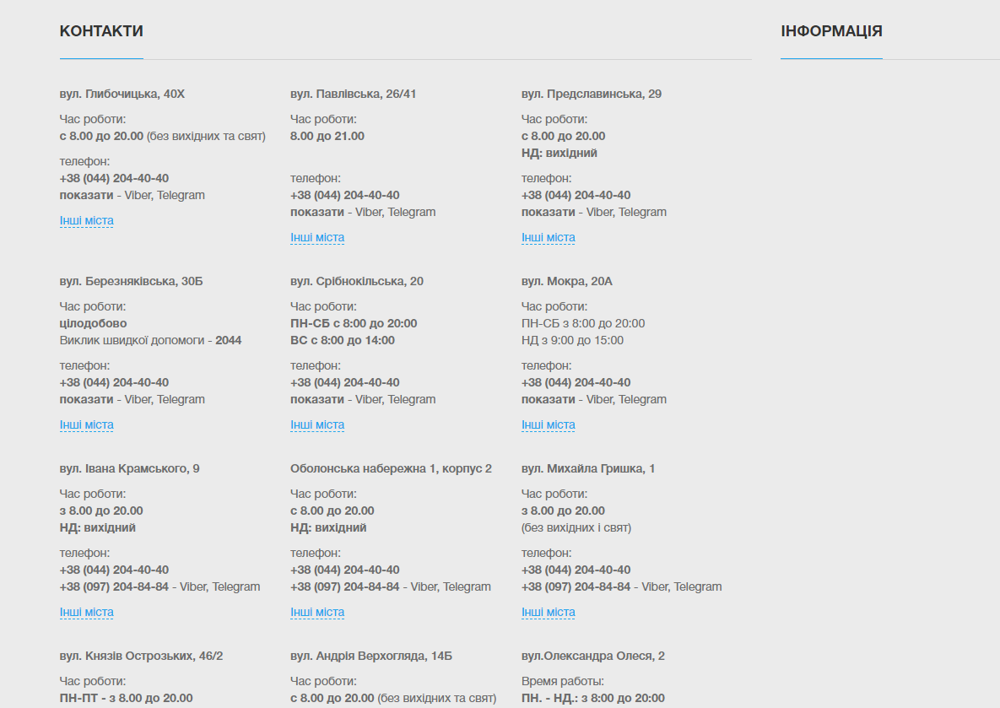 КОНТАКТИ
вул. Глибочицька, 40Х
Час роботи:
с 8.00 до 20.00 (без вихідних та свят)
телефон:
+38 (044) 204-40-40
показати - Viber, Telegram
Інші міста
вул. Павлівська, 26/41
Час роботи:
8.00 до 21.00
телефон:
+38 (044) 204-40-40
показати - Viber, Telegram
Інші міста
вул. Предславинська, 29
Час роботи:
с 8.00 до 20.00
НД: вихідний
телефон:
+38 (044) 204-40-40
показати - Viber, Telegram
Інші міста
вул. Березняківська, 30Б
Час роботи:
цілодобово
Виклик швидкої допомоги - 2044
телефон:
+38 (044) 204-40-40
показати - Viber, Telegram
Інші міста
вул. Срібнокільська, 20
Час роботи:
ПН-СБ с 8:00 до 20:00
ВС с 8:00 до 14:00
телефон:
+38 (044) 204-40-40
показати - Viber, Telegram
Інші міста
вул. Мокра, 20А
Час роботи:
ПН-СБ з 8:00 до 20:00
НД з 9:00 до 15:00
телефон:
+38 (044) 204-40-40
показати - Viber, Telegram
Інші міста
вул. Івана Крамського, 9
Час роботи:
з 8.00 до 20.00
НД: вихідний
телефон:
+38 (044) 204-40-40
+38 (097) 204-84-84 - Viber, Telegram
Інші міста
Оболонська набережна 1, корпус 2
Час роботи:
с 8.00 до 20.00
НД: вихідний
телефон:
+38 (044) 204-40-40
+38 (097) 204-84-84 - Viber, Telegram
Інші міста
вул. Михайла Гришка, 1
Час роботи:
з 8.00 до 20.00
(без вихідних і свят)
телефон:
+38 (044) 204-40-40
+38 (097) 204-84-84 - Viber, Telegram
Інші міста
вул. Князів Острозьких, 46/2
Час роботи:
ПН-ПТ - з 8.00 до 20.00
вул. Андрія Верхогляда, 14Б
Час роботи:
с 8.00 до 20.00 (без вихідних та свят)
вул.Олександра Олеся, 2
Время работы:
ПН. - НД.: з 8:00 до 20:00
ІНФОРМАЦІЯ